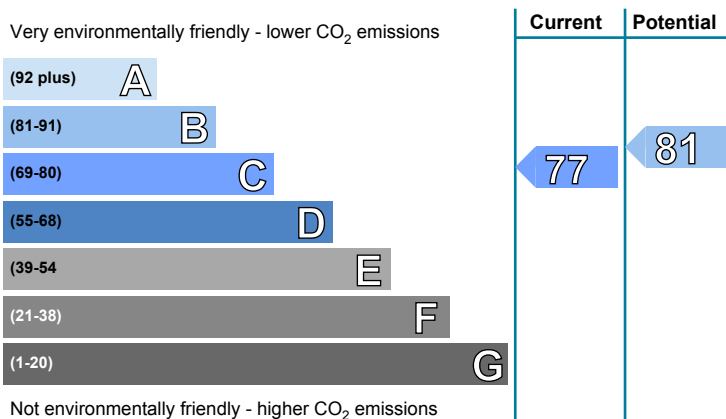 Very environmentally friendly - lower CO2 emissions
Current
Potential
(92 plus) A
(81-91) B
(69-80) C
(55-68) D
(39-54 E
(21-38) F
(1-20) G
77
81
Not environmentally friendly - higher CO2 emissions